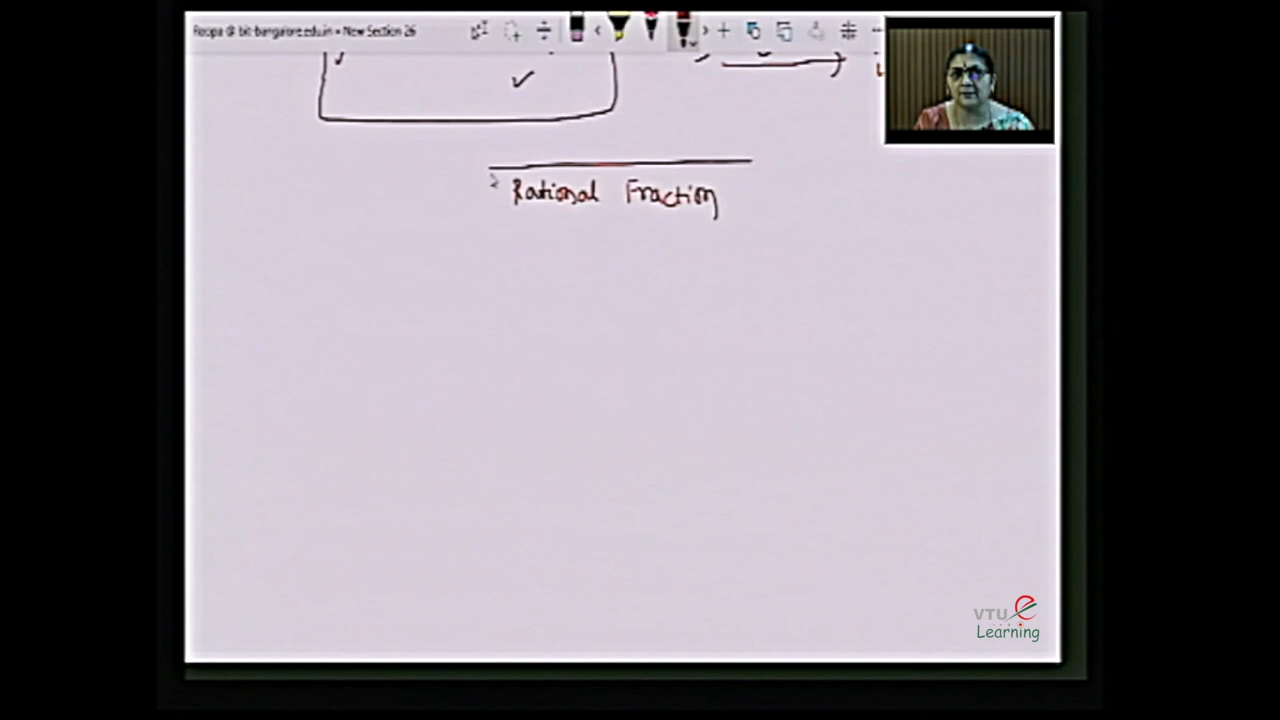 Roopa @ bit-bangalore.edu.in • New Section 26
Rational Fraction
VTU e
Learning